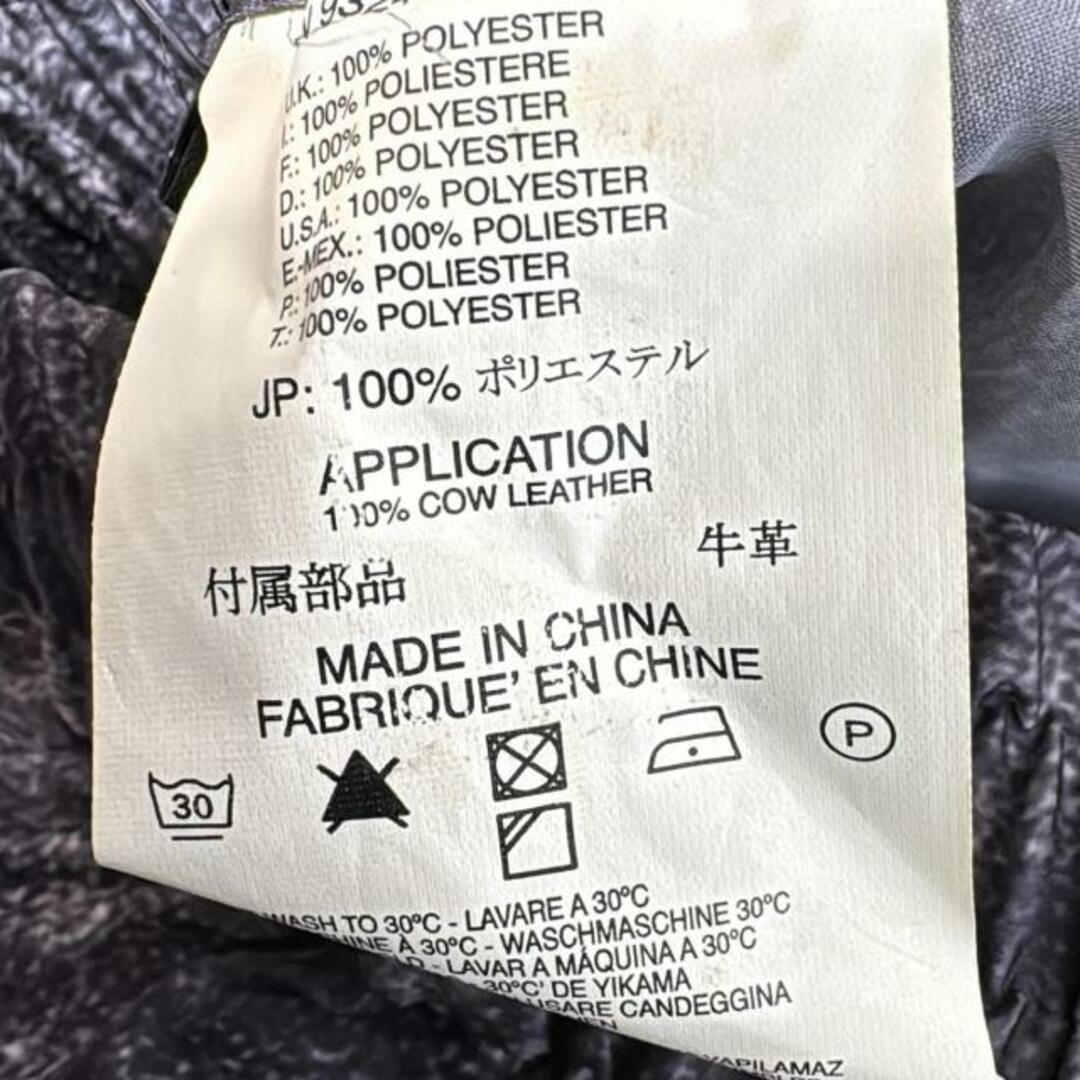 U.K.: 100% POLYESTER
I.: 100% POLIESTERE
F.: 100% POLYESTER
D.: 100% POLYESTER
U.S.A.: 100% POLYESTER
E.-MEX.: 100% POLIESTER
P.: 100% POLIESTER
T.: 100% POLYESTER
JP: 100% ポリエステル
APPLICATION
100% COW LEATHER
付属部品 牛革
MADE IN CHINA
FABRIQUE' EN CHINE
30
P
WASH TO 30°C - LAVARE A 30°C
À 30°C - WASCHMASCHINE 30°C
- LAVAR A MÁQUINA A 30°C
30°C' DE YIKAMA
USARE CANDEGGINA
YAPILAMAZ